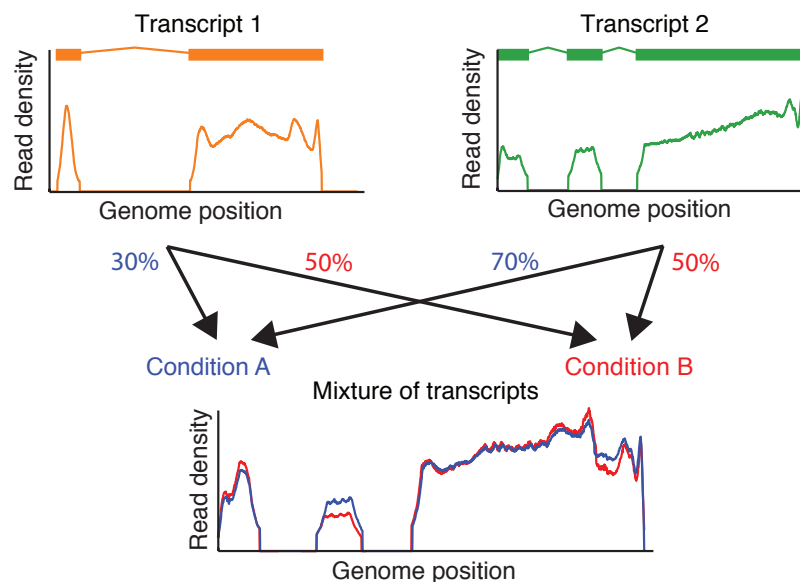 Transcript 1
Transcript 2
Read density
Genome position
Read density
Genome position
30%
50%
70%
50%
Condition A
Condition B
Mixture of transcripts
Read density
Genome position